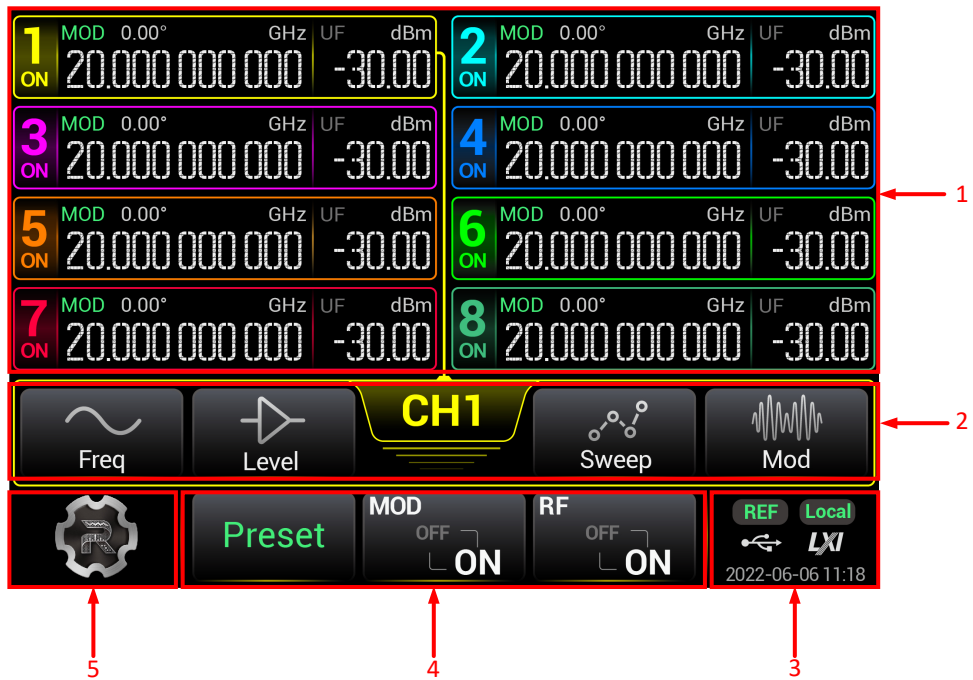 1 ON MOD 0.00° GHz UF dBm
20.000 000 000 -30.00
2 ON MOD 0.00° GHz UF dBm
20.000 000 000 -30.00
3 ON MOD 0.00° GHz UF dBm
20.000 000 000 -30.00
4 ON MOD 0.00° GHz UF dBm
20.000 000 000 -30.00
1
5 ON MOD 0.00° GHz UF dBm
20.000 000 000 -30.00
6 ON MOD 0.00° GHz UF dBm
20.000 000 000 -30.00
7 ON MOD 0.00° GHz UF dBm
20.000 000 000 -30.00
8 ON MOD 0.00° GHz UF dBm
20.000 000 000 -30.00
Freq
Level
CH1
Sweep
Mod
2
R
Preset
MOD
OFF
ON
RF
OFF
ON
REF Local
LXI
2022-06-06 11:18
5
4
3